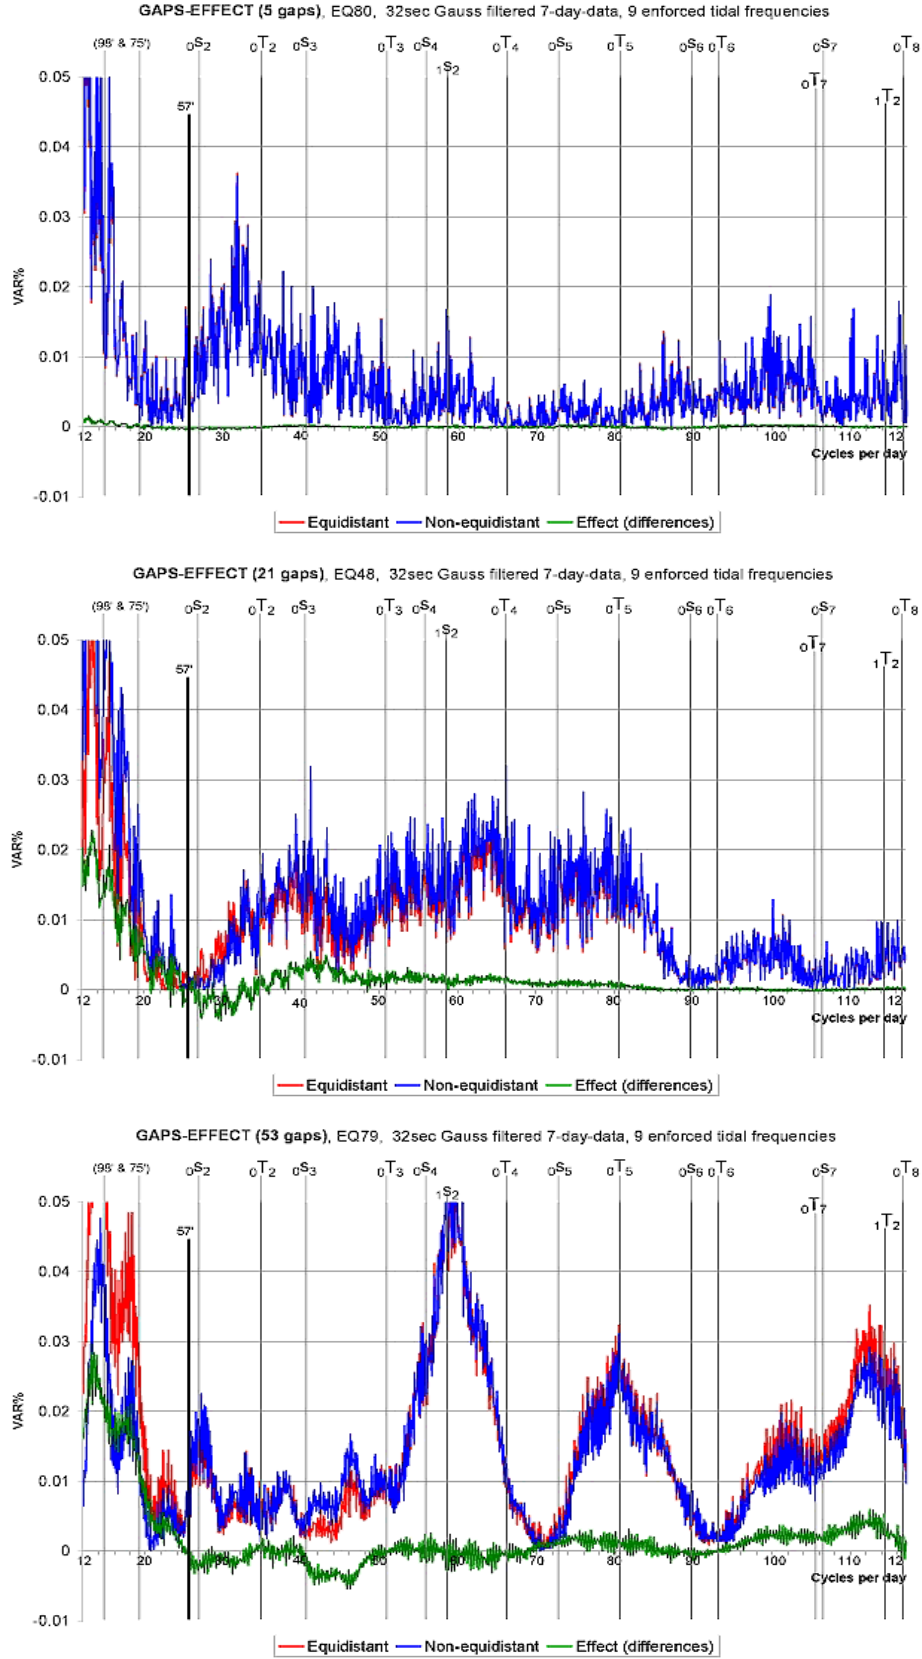 GAPS-EFFECT (5 gaps), EQ80, 32sec Gauss filtered 7-day-data, 9 enforced tidal frequencies
(98' & 75') 0S2 0T2 0S3 0T3 0S4 0T4 0S5 0T5 0S6 0T6 0S7 0T8
1S2
0T7
1T2
57'
0.05
0.04
0.03
0.02
0.01
0
-0.01
VAR%
12 20 30 40 50 60 70 80 90 100 110 12
Cycles per day
Equidistant Non-equidistant Effect (differences)
GAPS-EFFECT (21 gaps), EQ48, 32sec Gauss filtered 7-day-data, 9 enforced tidal frequencies
(98' & 75') 0S2 0T2 0S3 0T3 0S4 0T4 0S5 0T5 0S6 0T6 0S7 0T8
1S2
0T7
1T2
57'
0.05
0.04
0.03
0.02
0.01
0
-0.01
VAR%
12 20 30 40 50 60 70 80 90 100 110 12
Cycles per day
Equidistant Non-equidistant Effect (differences)
GAPS-EFFECT (53 gaps), EQ79, 32sec Gauss filtered 7-day-data, 9 enforced tidal frequencies
(98' & 75') 0S2 0T2 0S3 0T3 0S4 0T4 0S5 0T5 0S6 0T6 0S7 0T8
1S2
0T7
1T2
57'
0.05
0.04
0.03
0.02
0.01
0
-0.01
VAR%
12 20 30 40 50 60 70 80 90 100 110 12
Cycles per day
Equidistant Non-equidistant Effect (differences)